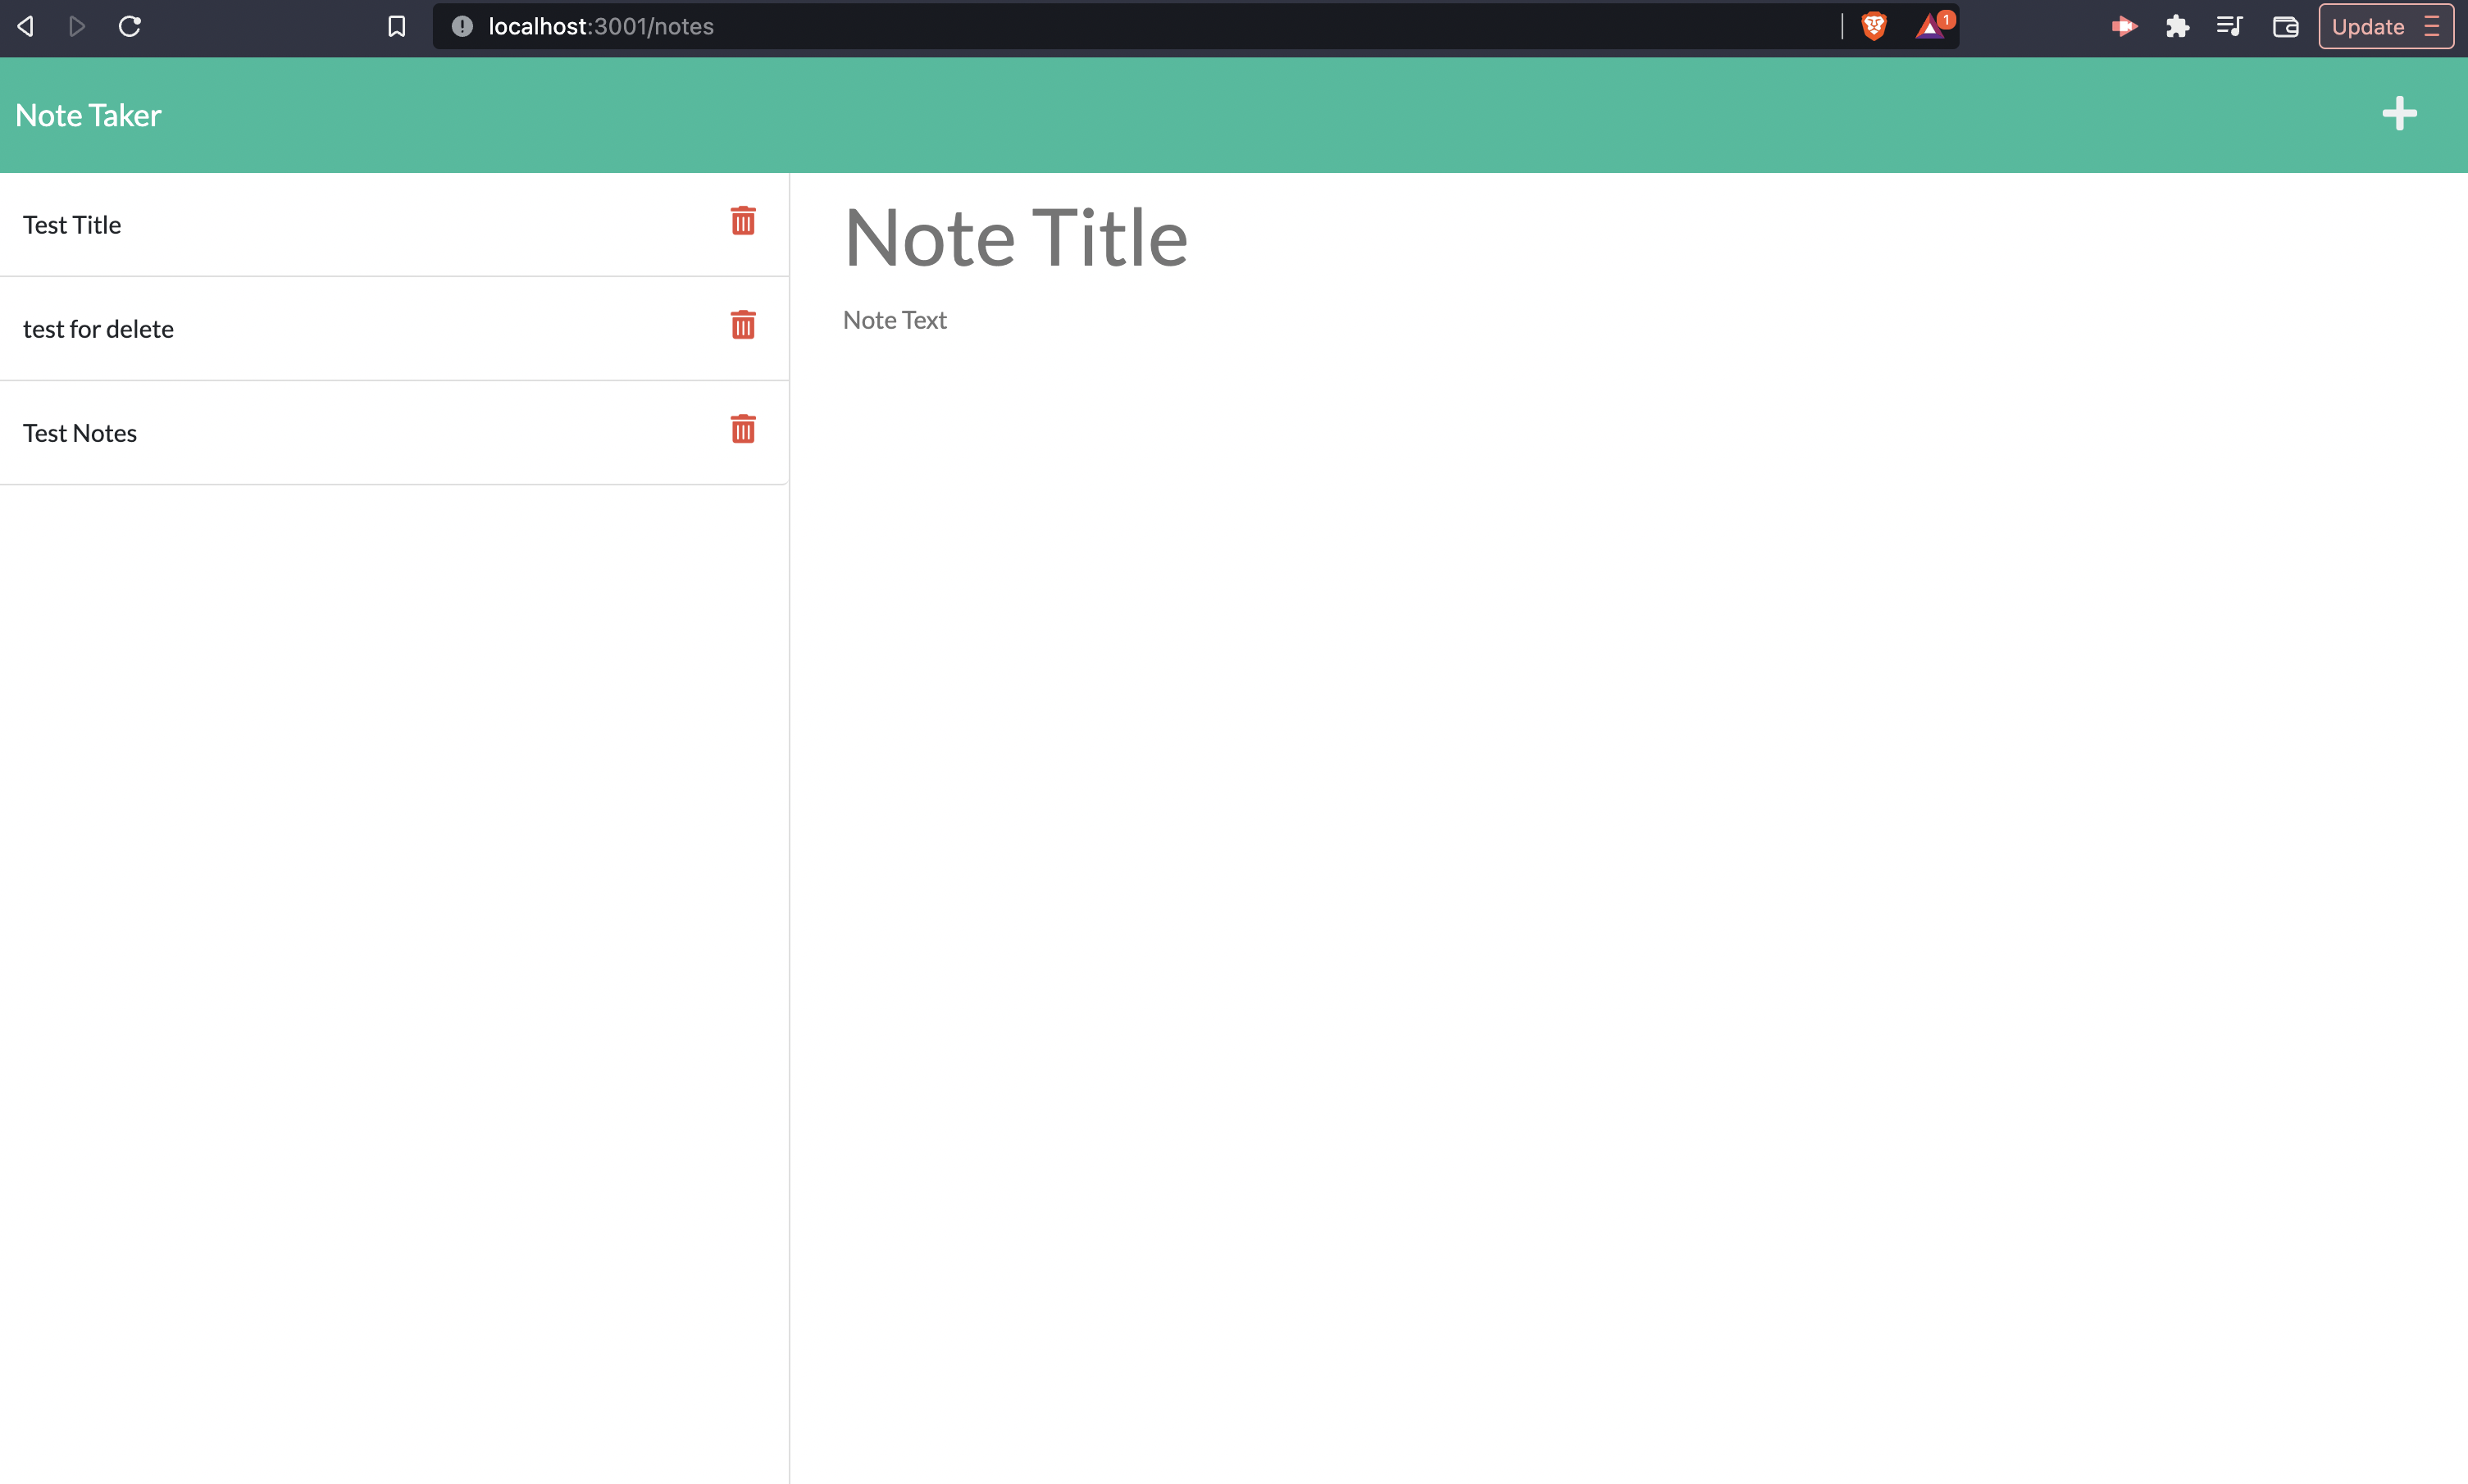 localhost:3001/notes
1
Update
Note Taker
Test Title
test for delete
Test Notes
Note Title
Note Text